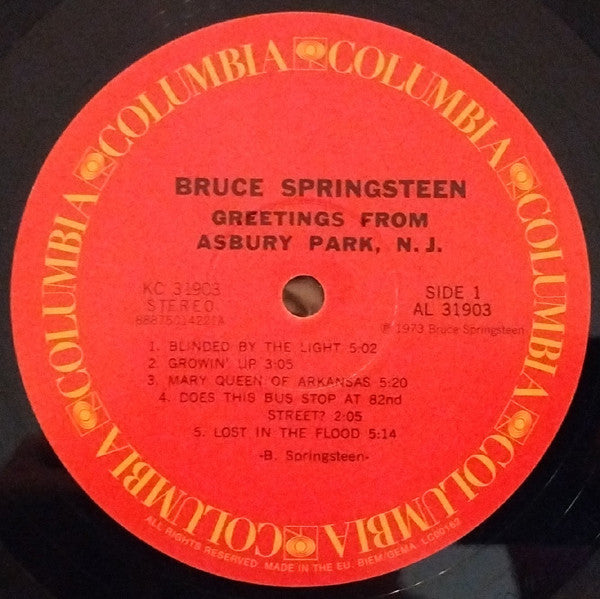 COLUMBIA COLUMBIA COLUMBIA COLUMBIA COLUMBIA COLUMBIA
BRUCE SPRINGSTEEN
GREETINGS FROM
ASBURY PARK, N.J.
KC 31903
STEREO
SIDE 1
AL 31903
℗ 1973 Bruce Springsteen
1. BLINDED BY THE LIGHT 5:02
2. GROWIN' UP 3:05
3. MARY QUEEN OF ARKANSAS 5:20
4. DOES THIS BUS STOP AT 82nd
STREET? 2:05
5. LOST IN THE FLOOD 5:14
-B. Springsteen-
ALL RIGHTS RESERVED. MADE IN THE EU. BIEM/GEMA. LC00162